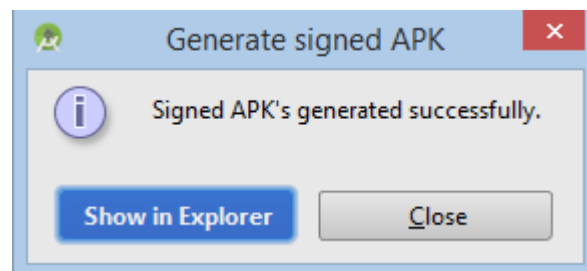 Generate signed APK
Signed APK's generated successfully.
Show in Explorer
Close